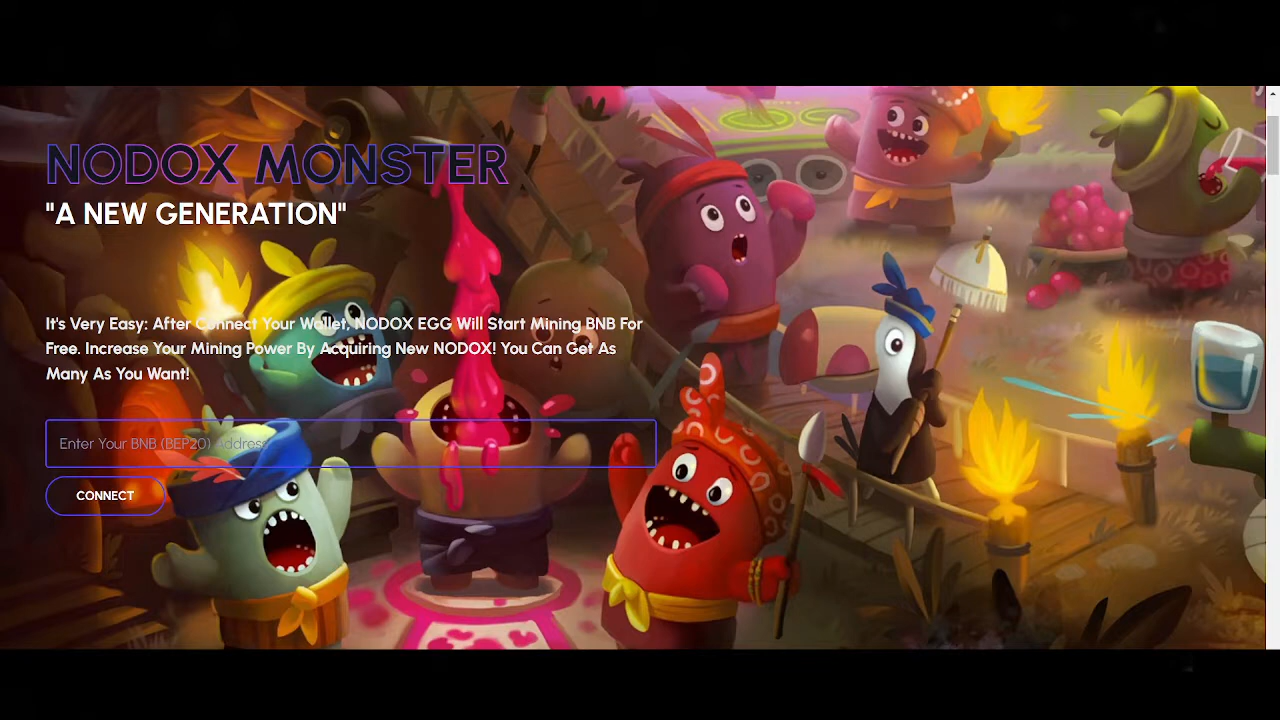 NODOX MONSTER
"A NEW GENERATION"
It's Very Easy: After Connect Your Wallet, NODOX EGG Will Start Mining BNB For
Free. Increase Your Mining Power By Acquiring New NODOX! You Can Get As
Many As You Want!
Enter Your BNB (BEP20) Address
CONNECT